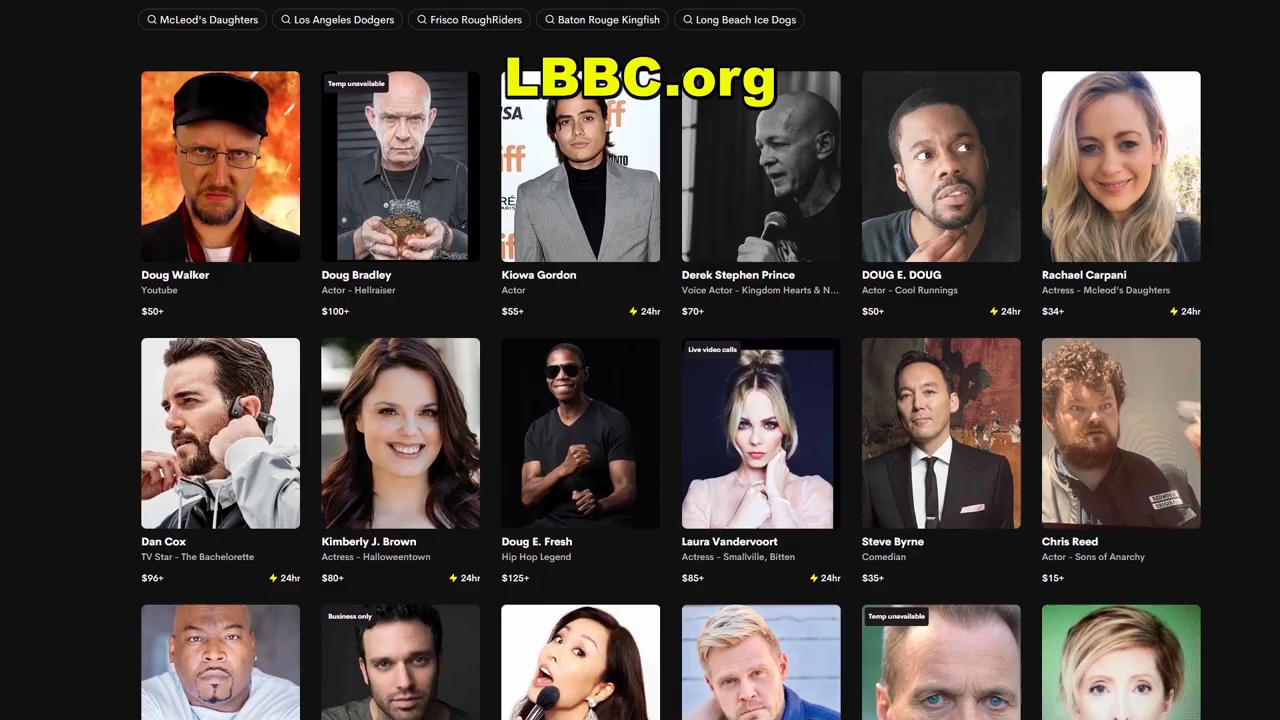 McLeod's Daughters
Los Angeles Dodgers
Frisco RoughRiders
Baton Rouge Kingfish
Long Beach Ice Dogs
LBBC.org
Temp unavailable
Doug Walker
Youtube
$50+
Doug Bradley
Actor - Hellraiser
$100+
Kiowa Gordon
Actor
$55+
24hr
Derek Stephen Prince
Voice Actor - Kingdom Hearts & N...
$70+
DOUG E. DOUG
Actor - Cool Runnings
$50+
24hr
Rachael Carpani
Actress - Mcleod's Daughters
$34+
24hr
Live video calls
Dan Cox
TV Star - The Bachelorette
$96+
24hr
Kimberly J. Brown
Actress - Halloweentown
$80+
24hr
Doug E. Fresh
Hip Hop Legend
$125+
Laura Vandervoort
Actress - Smallville, Bitten
$85+
24hr
Steve Byrne
Comedian
$35+
Chris Reed
Actor - Sons of Anarchy
$15+
Business only
Temp unavailable